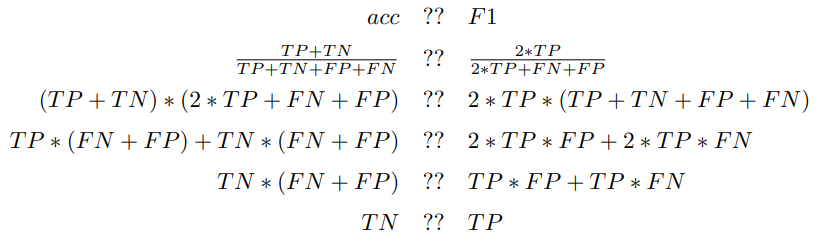 acc ?? F1
TP+TN / TP+TN+FP+FN ?? 2*TP / 2*TP+FN+FP
(TP + TN) * (2 * TP + FN + FP) ?? 2 * TP * (TP + TN + FP + FN)
TP * (FN + FP) + TN * (FN + FP) ?? 2 * TP * FP + 2 * TP * FN
TN * (FN + FP) ?? TP * FP + TP * FN
TN ?? TP